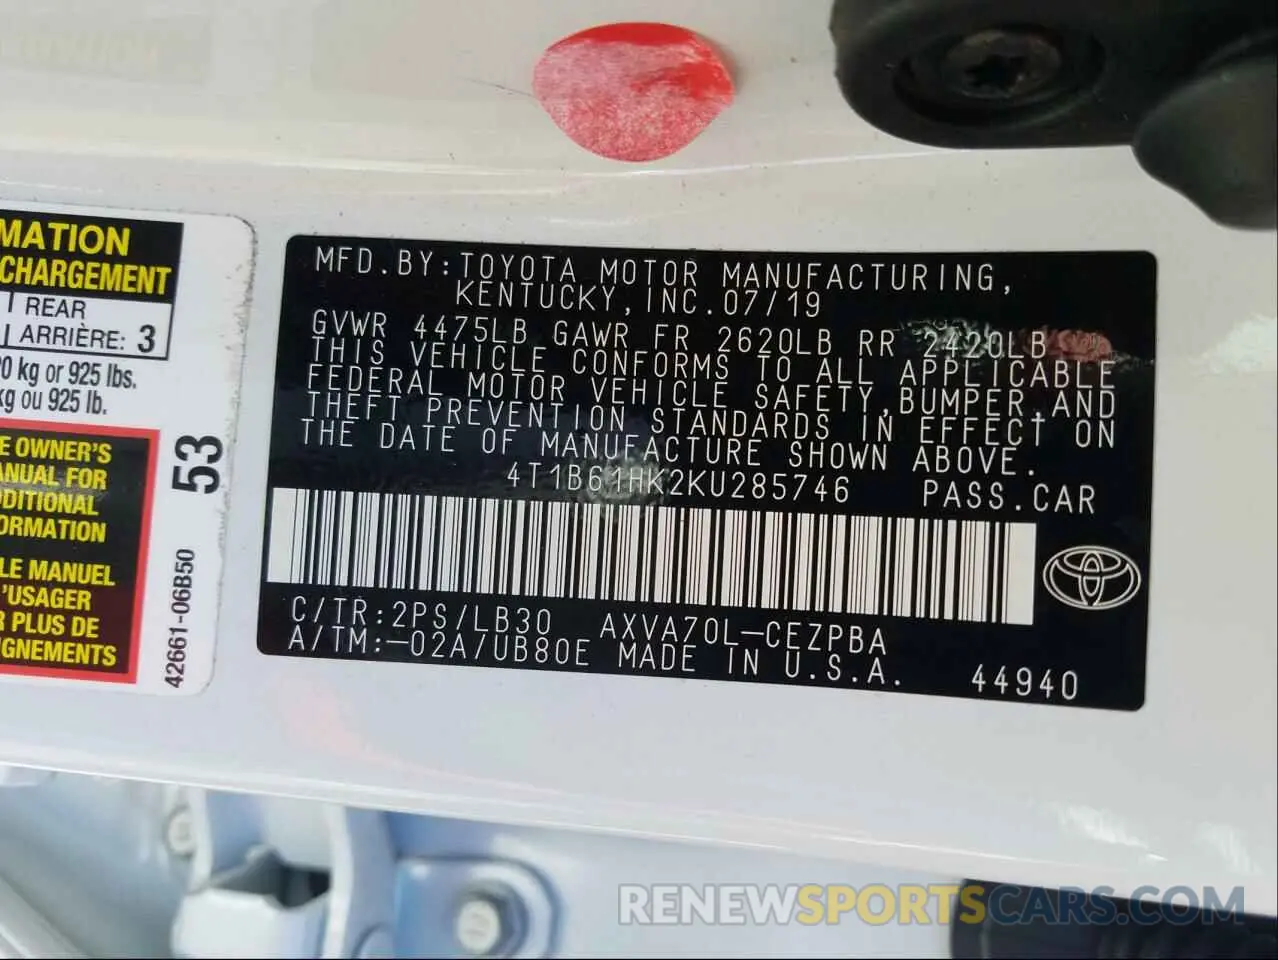 MATION
CHARGEMENT
REAR
ARRIÈRE: 3
kg or 925 lbs.
kg ou 925 lb.
E OWNER'S
ANUAL FOR
DDITIONAL
ORMATION
LE MANUEL
'USAGER
R PLUS DE
IGNEMENTS
53
42661-06B50
MFD.BY:TOYOTA MOTOR MANUFACTURING,
KENTUCKY,INC.07/19
GVWR 4475LB GAWR FR 2620LB RR 2420LB
THIS VEHICLE CONFORMS TO ALL APPLICABLE
FEDERAL MOTOR VEHICLE SAFETY,BUMPER,AND
THEFT PREVENTION STANDARDS IN EFFECT ON
THE DATE OF MANUFACTURE SHOWN ABOVE.
4T1B61HK2KU285746 PASS.CAR
C/TR:2PS/LB30 AXVA70L-CEZPBA
A/TM:-02A/UB80E MADE IN U.S.A.
44940
RENEWSPORTSCARS.COM